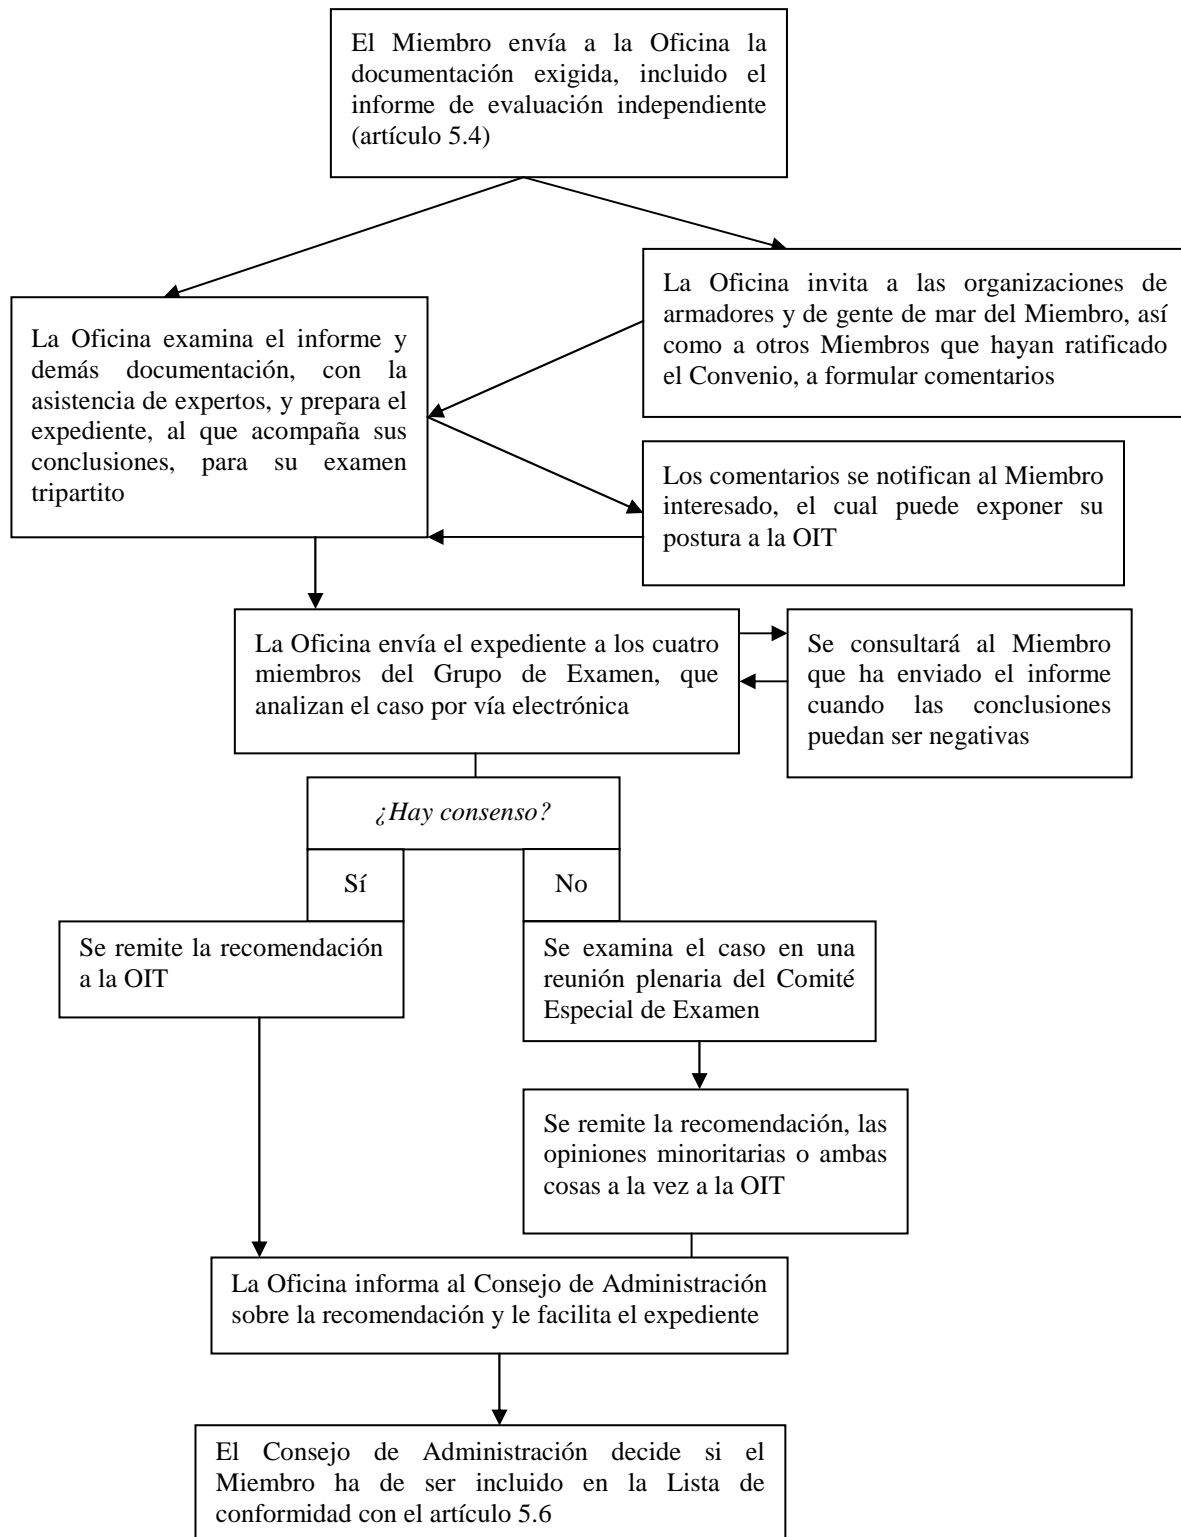 El Miembro envía a la Oficina la
documentación exigida, incluido el
informe de evaluación independiente
(artículo 5.4)
La Oficina invita a las organizaciones de
armadores y de gente de mar del Miembro, así
como a otros Miembros que hayan ratificado
el Convenio, a formular comentarios
La Oficina examina el informe y
demás documentación, con la
asistencia de expertos, y prepara el
expediente, al que acompaña sus
conclusiones, para su examen
tripartito
Los comentarios se notifican al Miembro
interesado, el cual puede exponer su
postura a la OIT
La Oficina envía el expediente a los cuatro
miembros del Grupo de Examen, que
analizan el caso por vía electrónica
Se consultará al Miembro
que ha enviado el informe
cuando las conclusiones
puedan ser negativas
¿Hay consenso?
Sí
No
Se remite la recomendación
a la OIT
Se examina el caso en una
reunión plenaria del Comité
Especial de Examen
Se remite la recomendación, las
opiniones minoritarias o ambas
cosas a la vez a la OIT
La Oficina informa al Consejo de Administración
sobre la recomendación y le facilita el expediente
El Consejo de Administración decide si el
Miembro ha de ser incluido en la Lista de
conformidad con el artículo 5.6